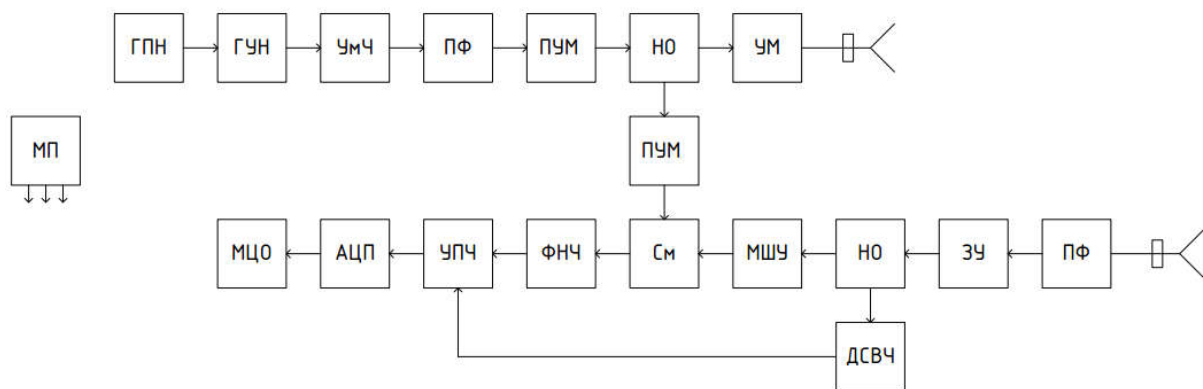 ГПН ГУН УмЧ ПФ ПУМ НО УМ
МП ПУМ
МЦО АЦП УПЧ ФНЧ См МШУ НО ЗУ ПФ
ДСВЧ